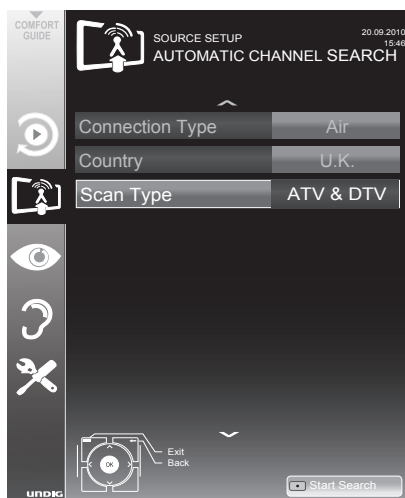 COMFORT
GUIDE
SOURCE SETUP
AUTOMATIC CHANNEL SEARCH
20.09.2010
15:46
Connection Type
Air
Country
U.K.
Scan Type
ATV & DTV
OK
Exit
Back
Start Search
UNDIG